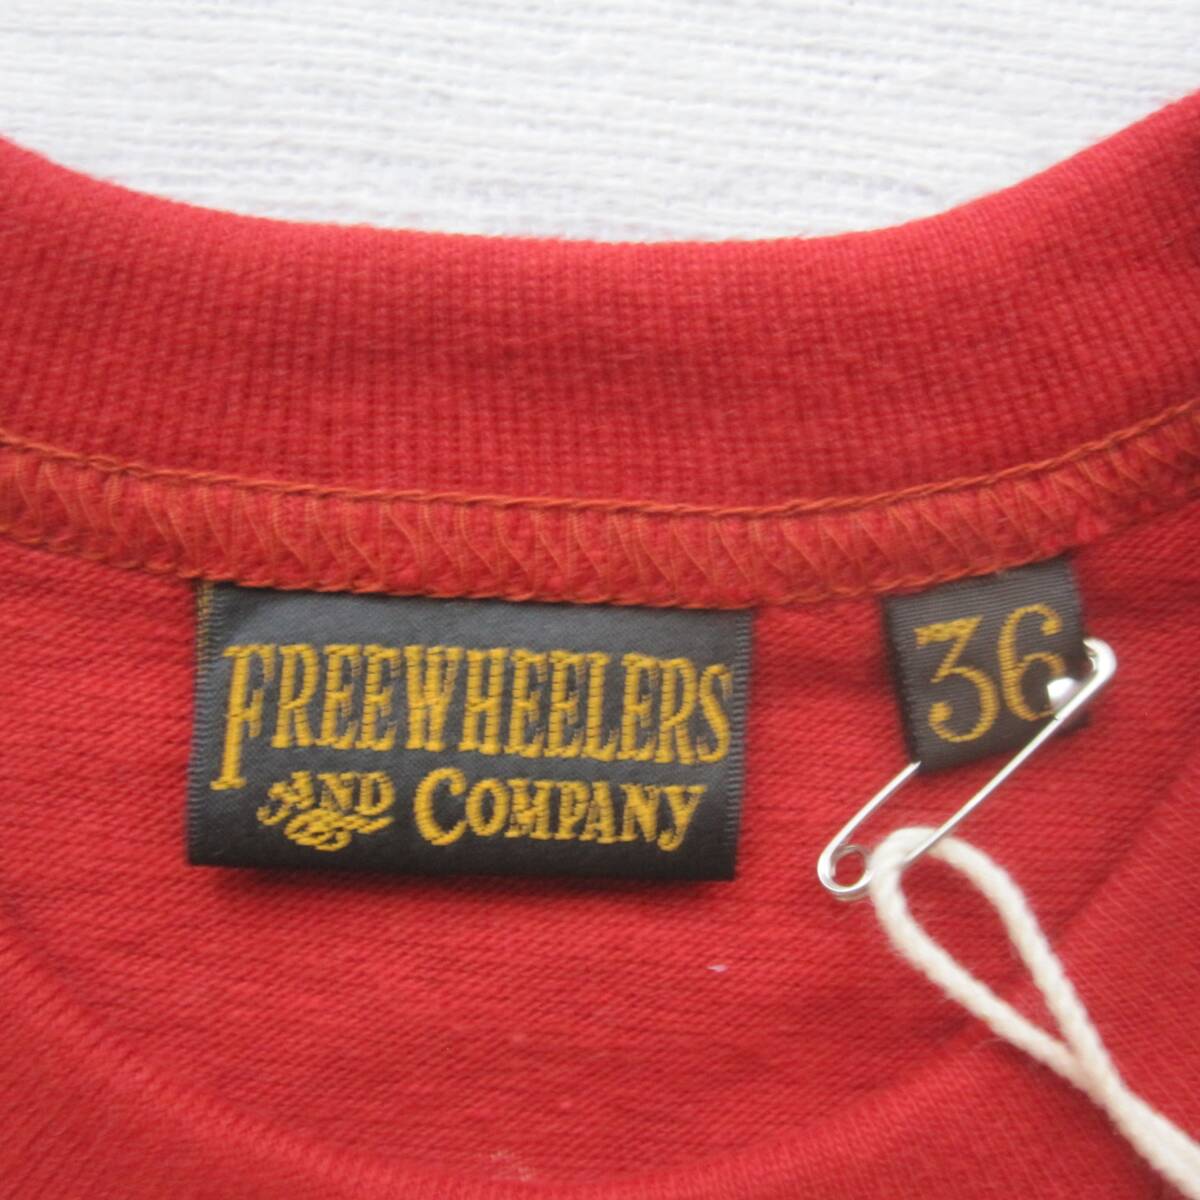 FREEWHEELERS
AND COMPANY
36